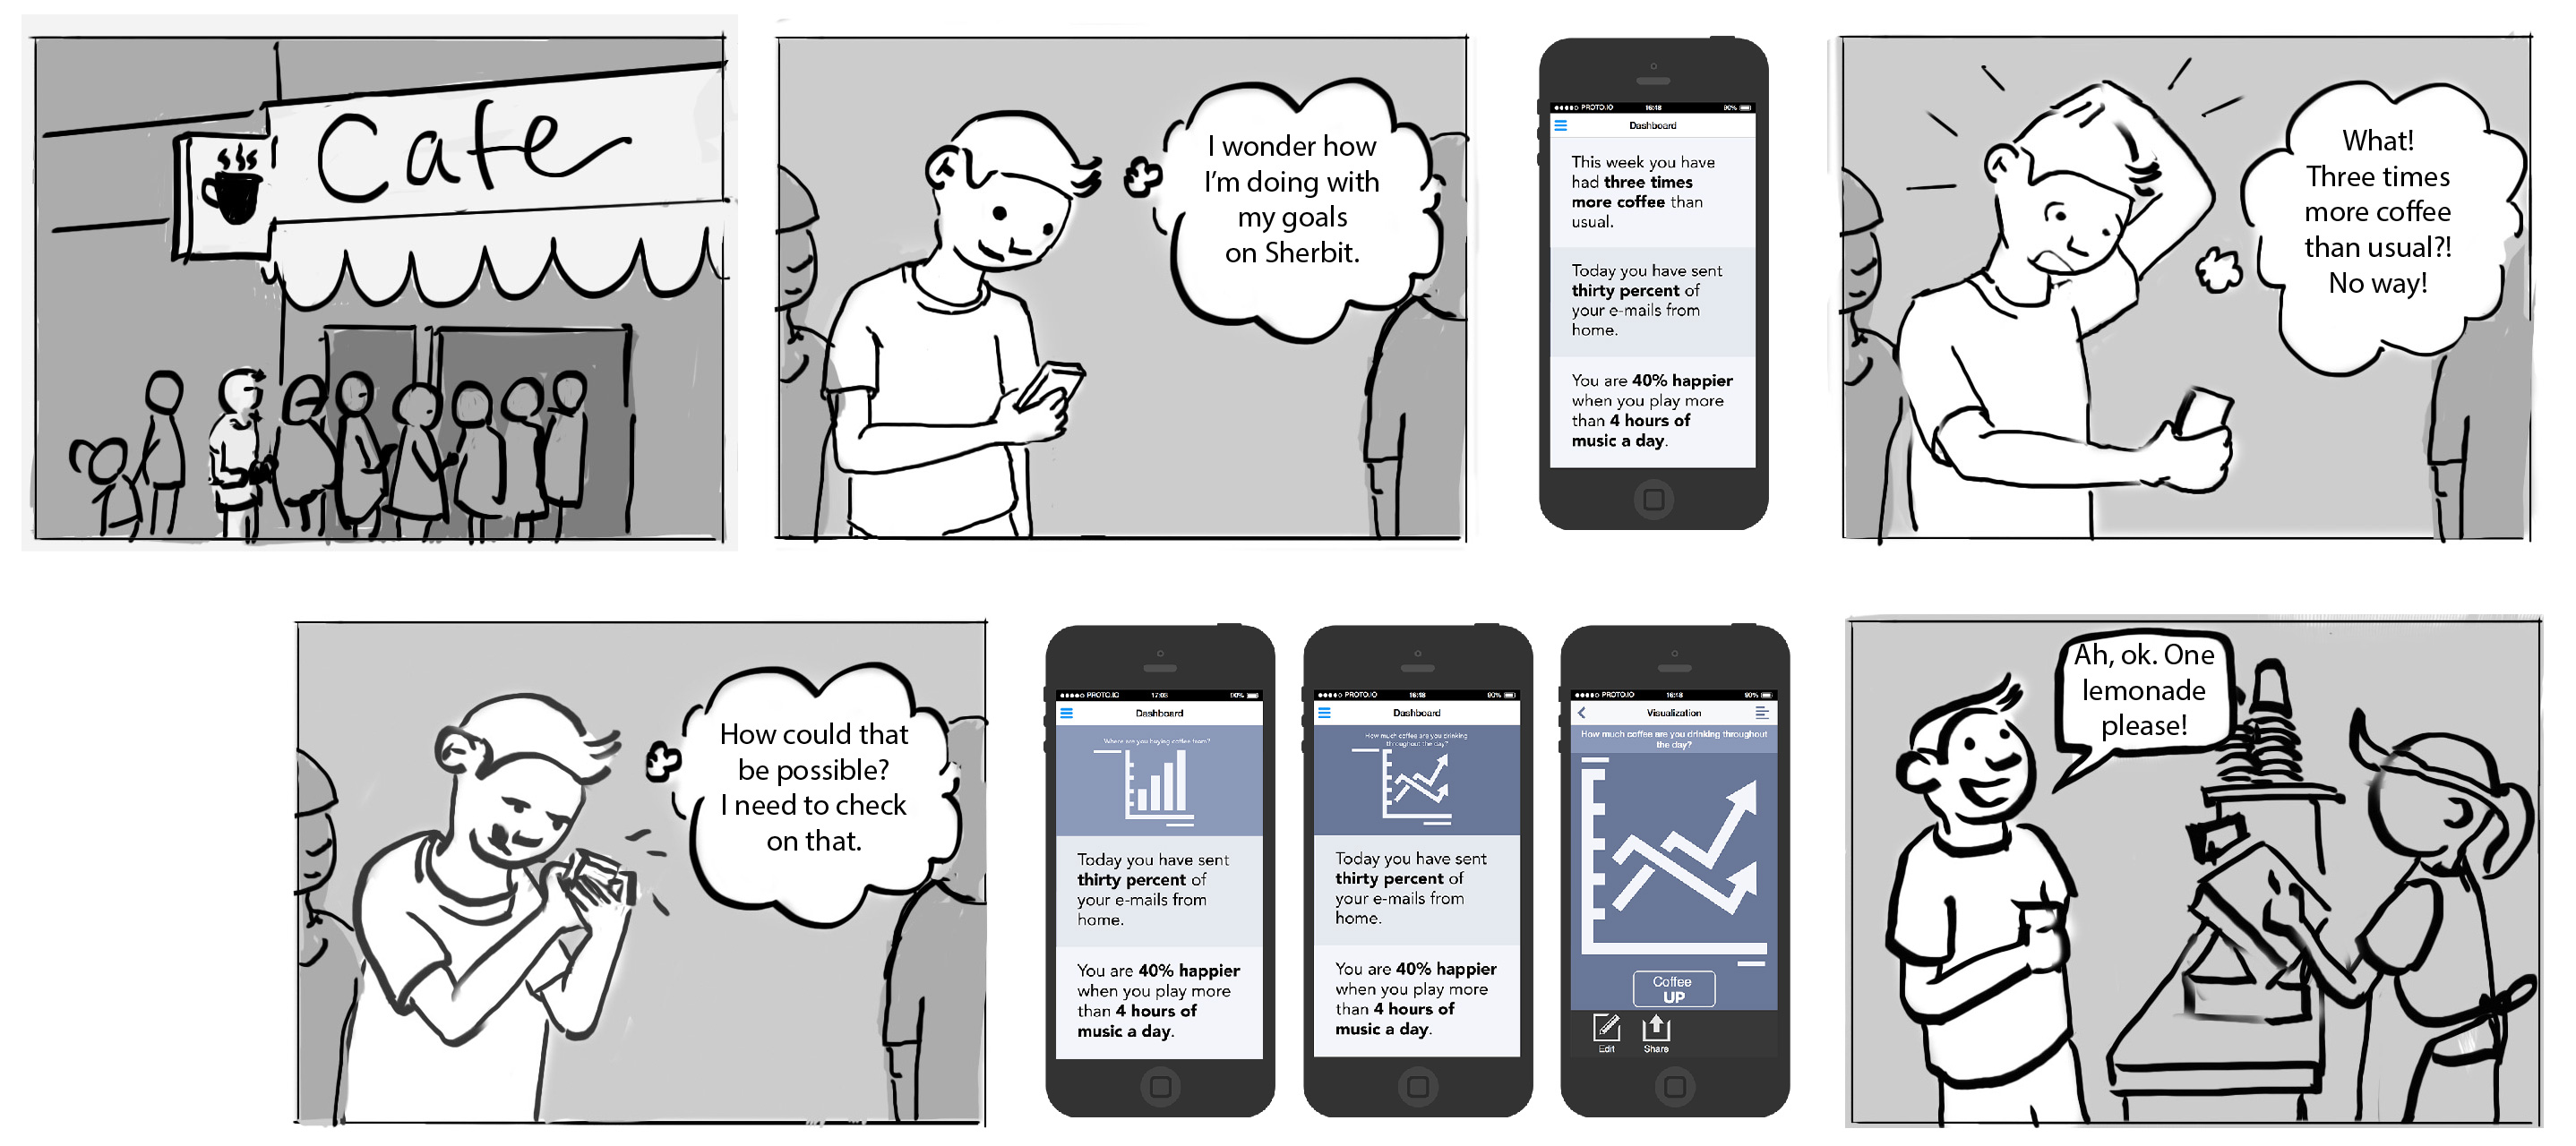 Cafe
I wonder how
I'm doing with
my goals
on Sherbit.
PROTO.IO 16:18 90%
Dashboard
This week you have
had three times
more coffee than
usual.
Today you have sent
thirty percent of
your e-mails from
home.
You are 40% happier
when you play more
than 4 hours of
music a day.
What!
Three times
more coffee
than usual?!
No way!
How could that
be possible?
I need to check
on that.
PROTO.IO 17:03 90%
Dashboard
Where are you buying coffee from?
Today you have sent
thirty percent of
your e-mails from
home.
You are 40% happier
when you play more
than 4 hours of
music a day.
PROTO.IO 16:18 90%
Dashboard
How much coffee are you drinking
throughout the day?
Today you have sent
thirty percent of
your e-mails from
home.
You are 40% happier
when you play more
than 4 hours of
music a day.
PROTO.IO 16:18 90%
Visualization
How much coffee are you drinking throughout
the day?
Coffee
UP
Edit Share
Ah, ok. One
lemonade
please!